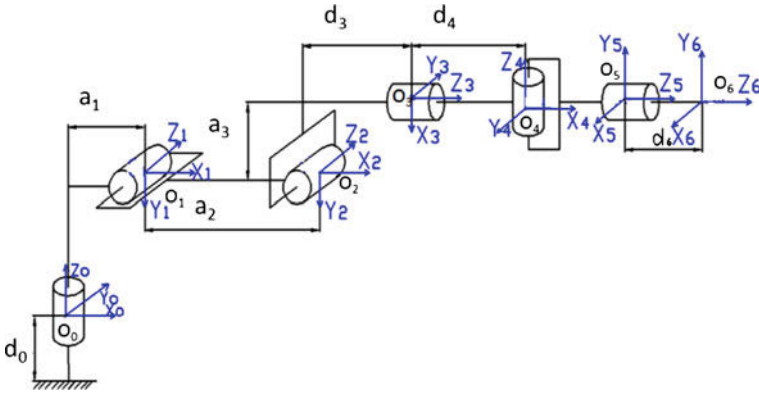 d3 d4
Y3 Z4 Y5 Y6
a1 O3 Z3 O5 Z5 O6 Z6
Z1 a3 Z2 X3 Y4 O4 X4 X5 d6 X6
X1 X2
O1 O2
Y1 a2 Y2
Z0
Y0
X0
O0
d0